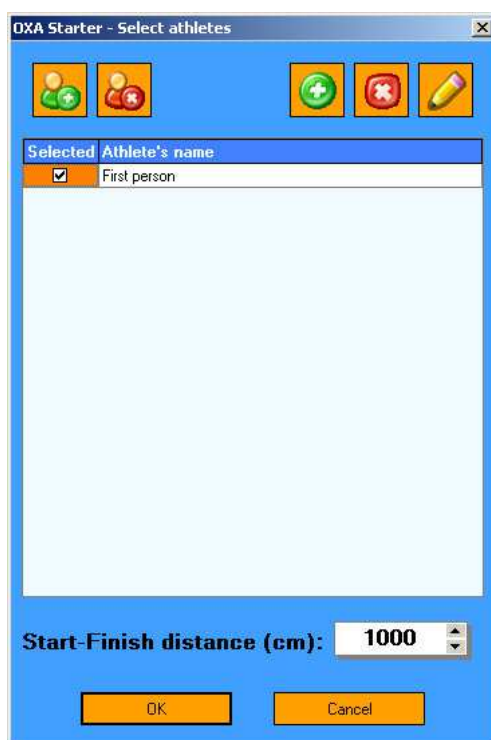 OXA Starter - Select athletes
Selected Athlete's name
First person
Start-Finish distance (cm): 1000
OK Cancel